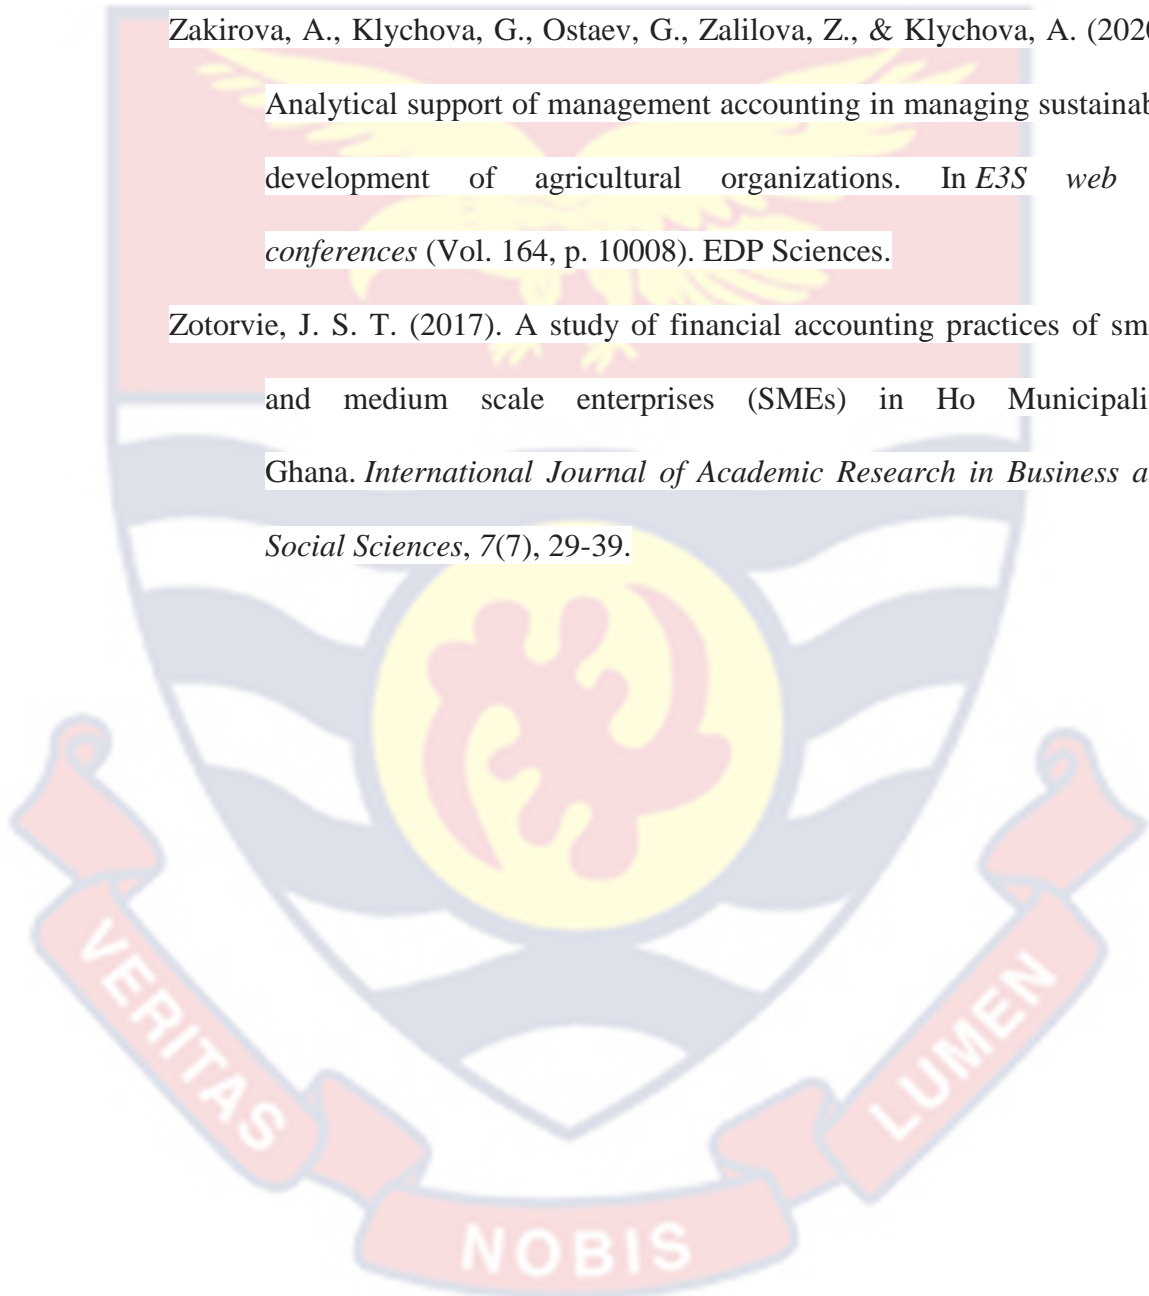 Zakirova, A., Klychova, G., Ostaev, G., Zalilova, Z., & Klychova, A. (2020
Analytical support of management accounting in managing sustainab
development of agricultural organizations. In E3S web
conferences (Vol. 164, p. 10008). EDP Sciences.
Zotorvie, J. S. T. (2017). A study of financial accounting practices of sm
and medium scale enterprises (SMEs) in Ho Municipali
Ghana. International Journal of Academic Research in Business a
Social Sciences, 7(7), 29-39.
VERITAS
NOBIS
LUMEN